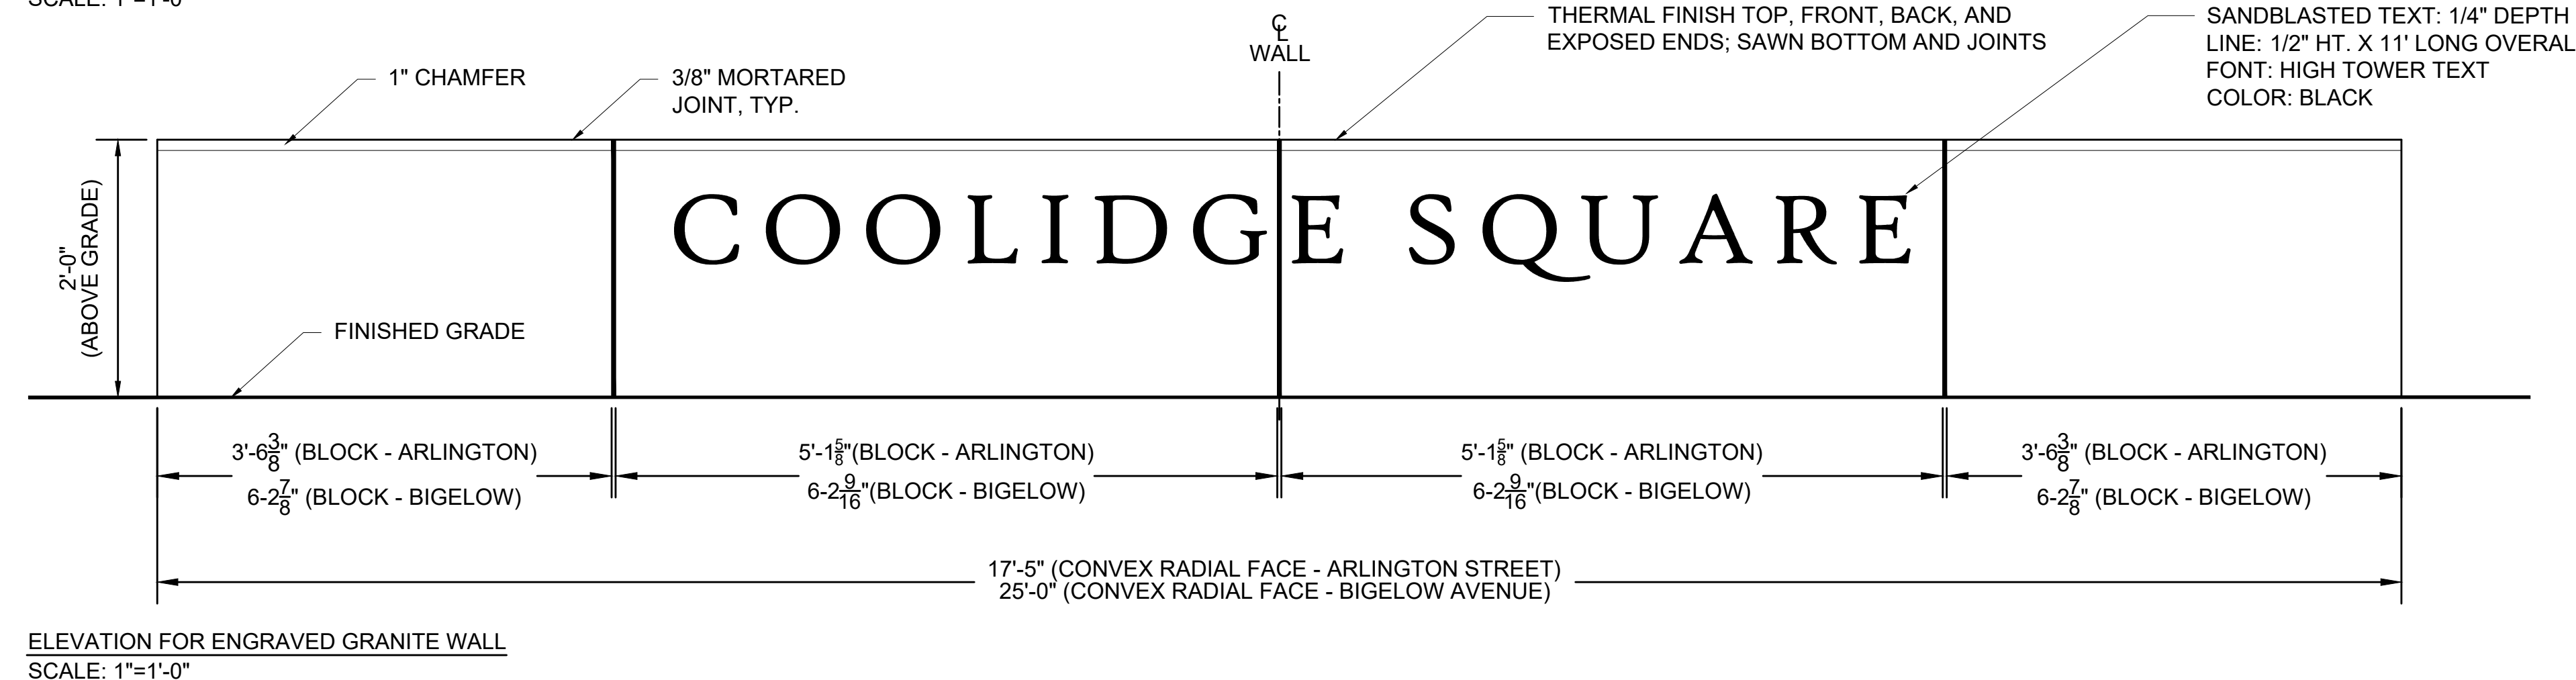 SCALE: 1"=1'-0"
℄
WALL
THERMAL FINISH TOP, FRONT, BACK, AND
EXPOSED ENDS; SAWN BOTTOM AND JOINTS
SANDBLASTED TEXT: 1/4" DEPTH
LINE: 1/2" HT. X 11' LONG OVERAL
FONT: HIGH TOWER TEXT
COLOR: BLACK
1" CHAMFER
3/8" MORTARED
JOINT, TYP.
2'-0"
(ABOVE GRADE)
COOLIDGE SQUARE
FINISHED GRADE
3'-6 3/8" (BLOCK - ARLINGTON)
6-2 7/8" (BLOCK - BIGELOW)
5'-1 5/8"(BLOCK - ARLINGTON)
6-2 9/16"(BLOCK - BIGELOW)
5'-1 5/8" (BLOCK - ARLINGTON)
6-2 9/16"(BLOCK - BIGELOW)
3'-6 3/8" (BLOCK - ARLINGTON)
6-2 7/8" (BLOCK - BIGELOW)
17'-5" (CONVEX RADIAL FACE - ARLINGTON STREET)
25'-0" (CONVEX RADIAL FACE - BIGELOW AVENUE)
ELEVATION FOR ENGRAVED GRANITE WALL
SCALE: 1"=1'-0"